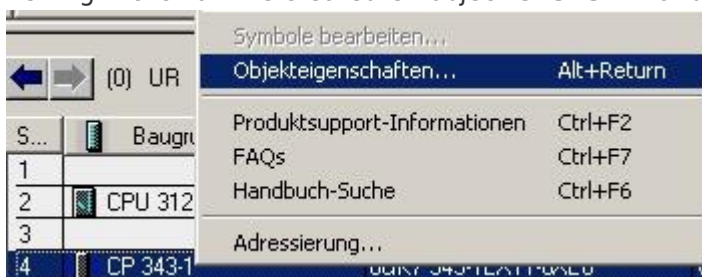 Symbole bearbeiten...
Objekteigenschaften... Alt+Return
(0) UR
Produktsupport-Informationen Ctrl+F2
S... Baugru
FAQs Ctrl+F7
1
Handbuch-Suche Ctrl+F6
2 CPU 312
3
Adressierung...
4 CP 343-1